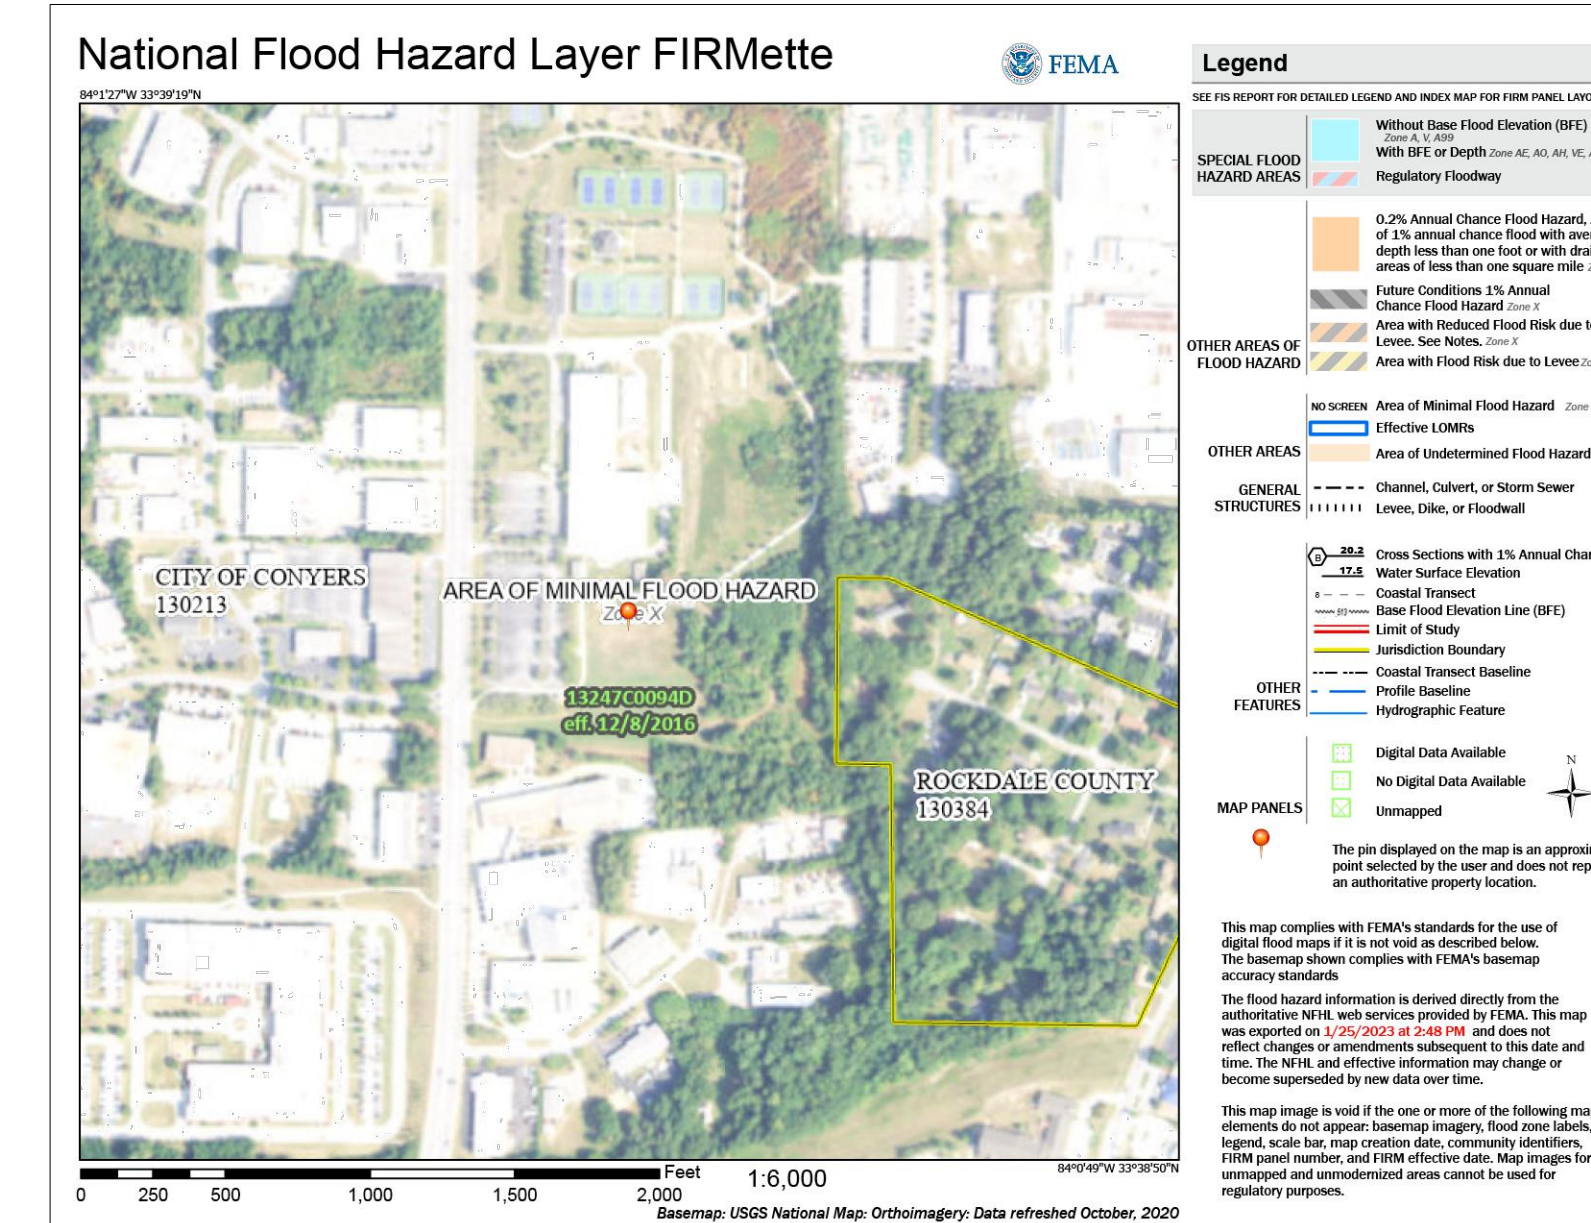 National Flood Hazard Layer FIRMette
FEMA
84°1'27"W 33°39'19"N
CITY OF CONYERS
130213
AREA OF MINIMAL FLOOD HAZARD
Zone X
13247C0094D
eff. 12/8/2016
ROCKDALE COUNTY
130384
84°0'49"W 33°38'50"N
0 250 500 1,000 1,500 2,000
Feet
1:6,000
Basemap: USGS National Map: Orthoimagery: Data refreshed October, 2020
Legend
SEE FIS REPORT FOR DETAILED LEGEND AND INDEX MAP FOR FIRM PANEL
SPECIAL FLOOD
HAZARD AREAS
Without Base Flood Elevation (BFE)
Zone A, V, A99
With BFE or Depth Zone AE, AO, AH, VE,
Regulatory Floodway
OTHER AREAS OF
FLOOD HAZARD
0.2% Annual Chance Flood Hazard,
of 1% annual chance flood with
depth less than one foot or with
areas of less than one square mile
Future Conditions 1% Annual
Chance Flood Hazard Zone X
Area with Reduced Flood Risk due
Levee. See Notes. Zone X
Area with Flood Risk due to Levee
OTHER AREAS
NO SCREEN Area of Minimal Flood Hazard Zone
Effective LOMRs
Area of Undetermined Flood Hazard
GENERAL
STRUCTURES
Channel, Culvert, or Storm Sewer
Levee, Dike, or Floodwall
OTHER
FEATURES
B 20.2 Cross Sections with 1% Annual
17.5 Water Surface Elevation
8 Coastal Transect
513 Base Flood Elevation Line (BFE)
Limit of Study
Jurisdiction Boundary
Coastal Transect Baseline
Profile Baseline
Hydrographic Feature
MAP PANELS
Digital Data Available
No Digital Data Available
Unmapped
N
The pin displayed on the map is an
point selected by the user and does not
an authoritative property location.
This map complies with FEMA's standards for the use of
digital flood maps if it is not void as described below.
The basemap shown complies with FEMA's basemap
accuracy standards
The flood hazard information is derived directly from the
authoritative NFHL web services provided by FEMA. This map
was exported on 1/25/2023 at 2:48 PM and does not
reflect changes or amendments subsequent to this date and
time. The NFHL and effective information may change or
become superseded by new data over time.
This map image is void if the one or more of the following
elements do not appear: basemap imagery, flood zone labels,
legend, scale bar, map creation date, community identifiers,
FIRM panel number, and FIRM effective date. Map images for
unmapped and unmodernized areas cannot be used for
regulatory purposes.